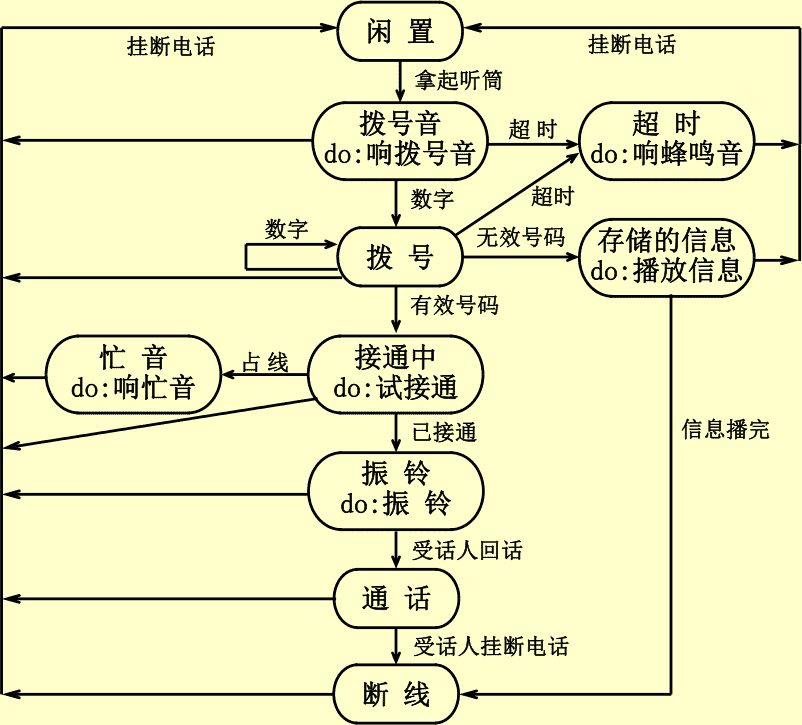 闲 置
挂断电话
挂断电话
拿起听筒
拨号音
do:响拨号音
超 时
超 时
do:响蜂鸣音
数字
超时
数字
拨 号
无效号码
存储的信息
do:播放信息
有效号码
忙 音
do:响忙音
占 线
接通中
do:试接通
已接通
信息播完
振 铃
do:振 铃
受话人回话
通 话
受话人挂断电话
断 线